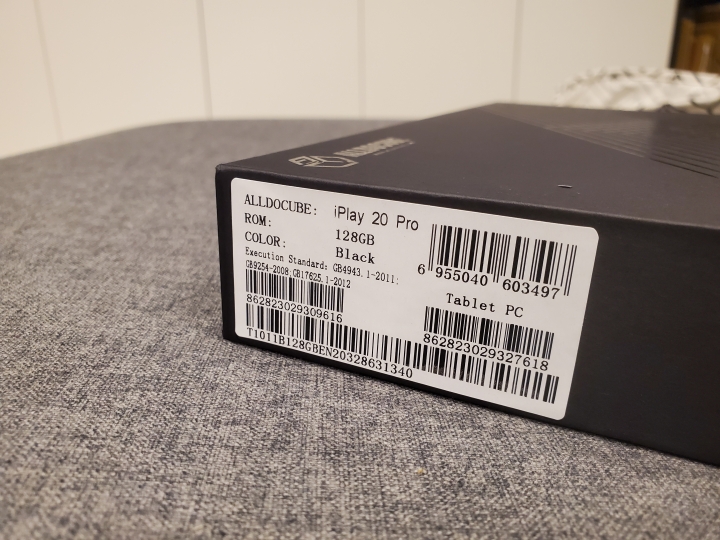 ALLDOCUBE: iPlay 20 Pro
ROM: 128GB
COLOR: Black
Execution Standard: GB4943.1-2011;
GB9254-2008;GB17625.1-2012
6 955040 603497
Tablet PC
862823029309616
862823029327618
T1011B128GBEN20328631340